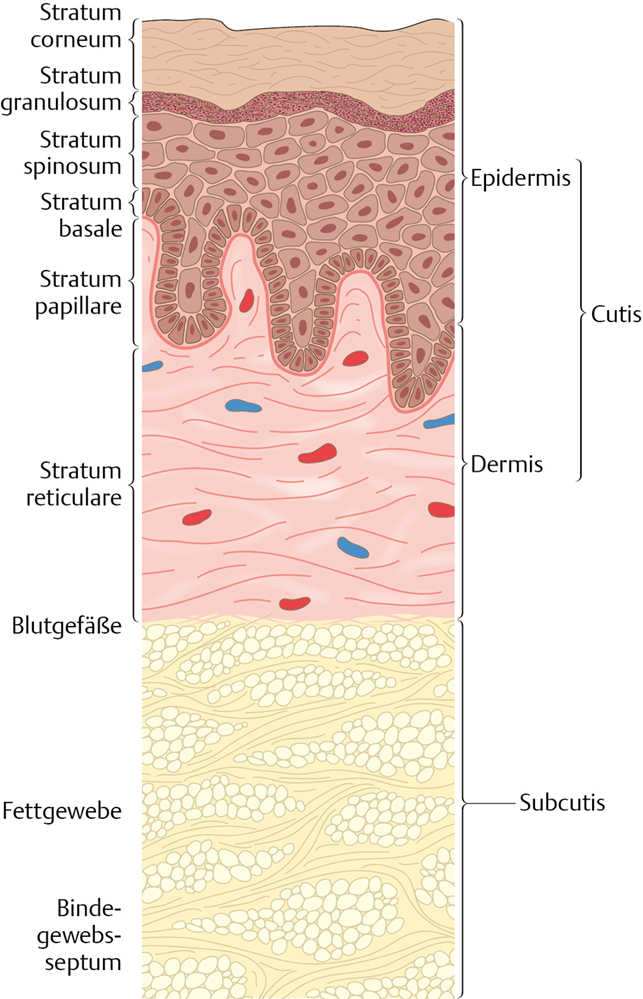 Stratum
corneum
Stratum
granulosum
Stratum
spinosum
Stratum
basale
Stratum
papillare
Stratum
reticulare
Blutgefäße
Fettgewebe
Binde-
gewebs-
septum
Epidermis
Cutis
Dermis
Subcutis